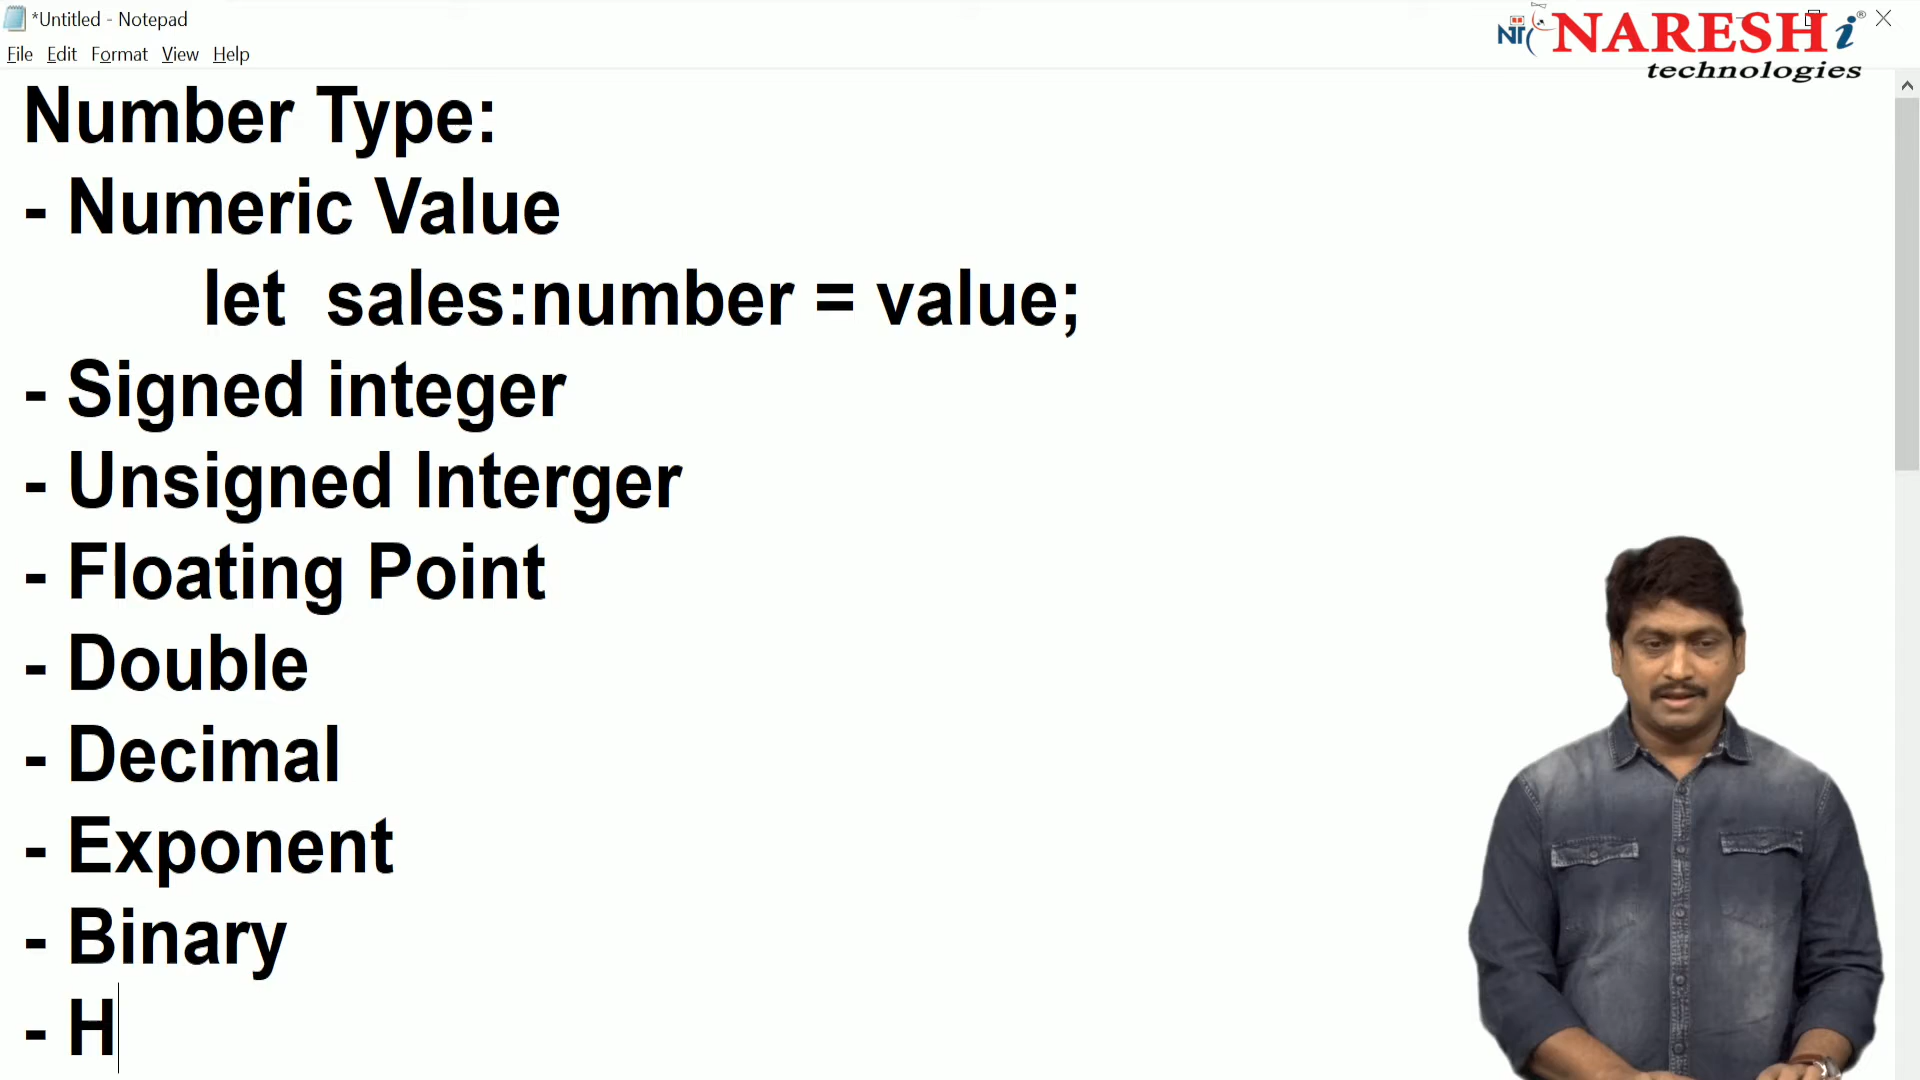 *Untitled - Notepad
File Edit Format View Help
NT NARESH i ®
technologies
Number Type:
- Numeric Value
let sales:number = value;
- Signed integer
- Unsigned Interger
- Floating Point
- Double
- Decimal
- Exponent
- Binary
- H